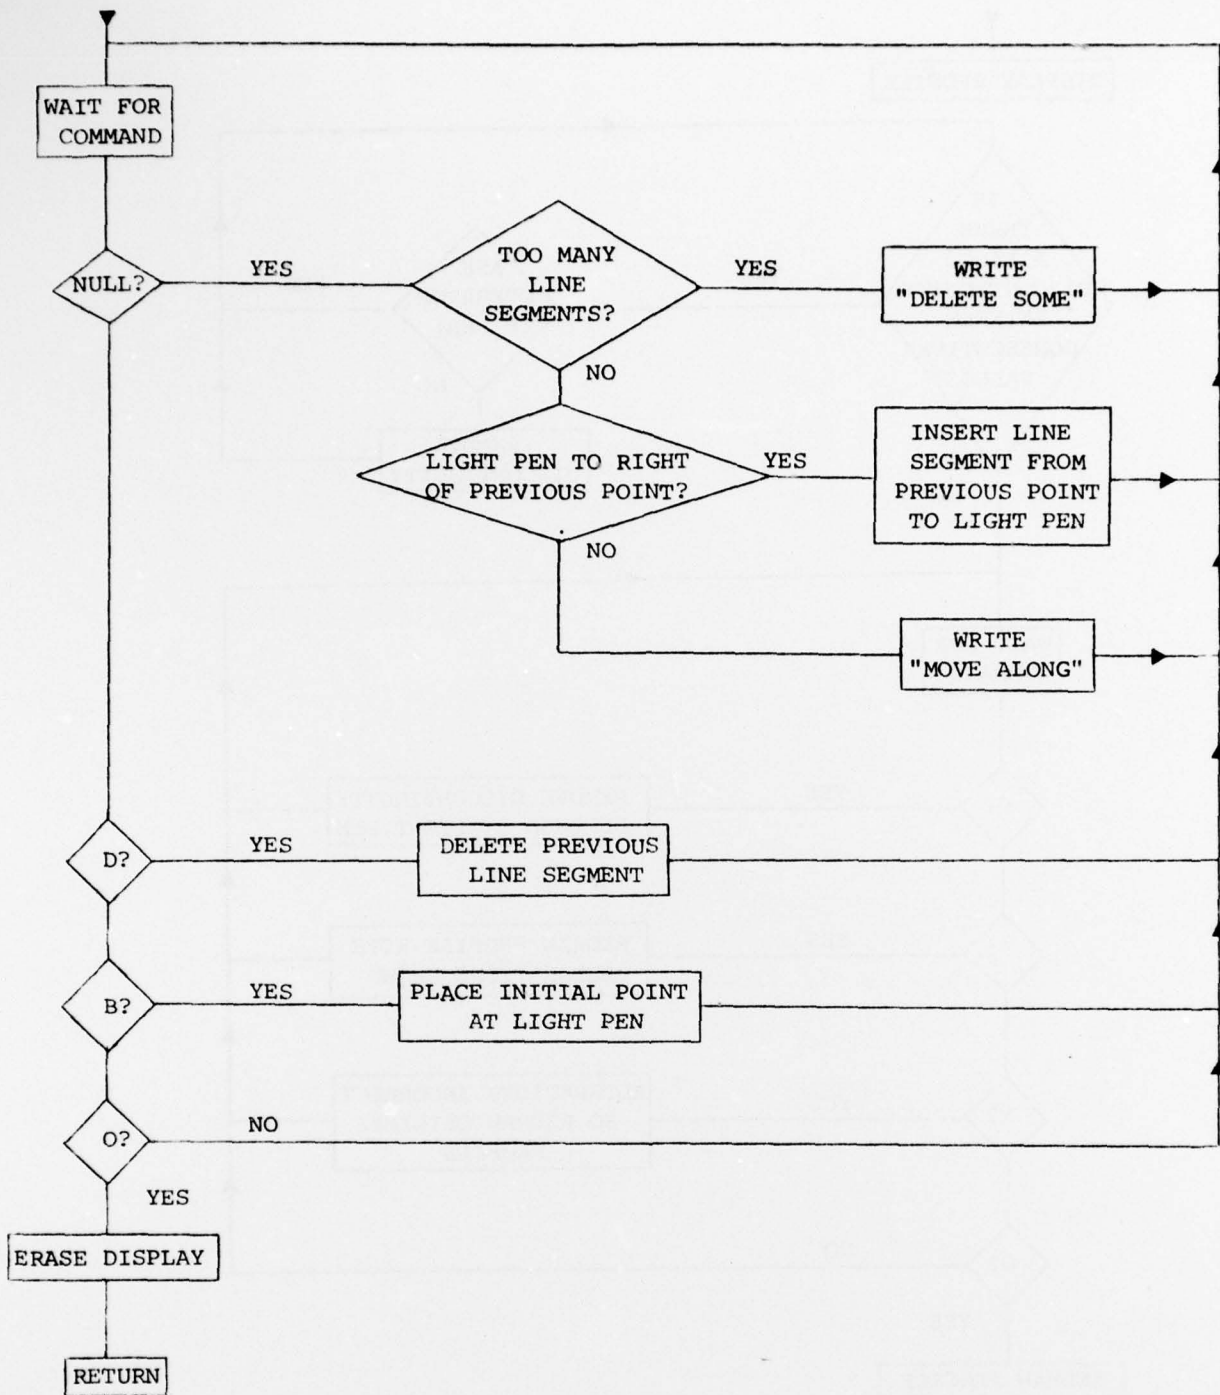 WAIT FOR
COMMAND
NULL?
YES
TOO MANY
LINE
SEGMENTS?
YES
WRITE
"DELETE SOME"
NO
LIGHT PEN TO RIGHT
OF PREVIOUS POINT?
YES
INSERT LINE
SEGMENT FROM
PREVIOUS POINT
TO LIGHT PEN
NO
WRITE
"MOVE ALONG"
D?
YES
DELETE PREVIOUS
LINE SEGMENT
B?
YES
PLACE INITIAL POINT
AT LIGHT PEN
O?
NO
YES
ERASE DISPLAY
RETURN